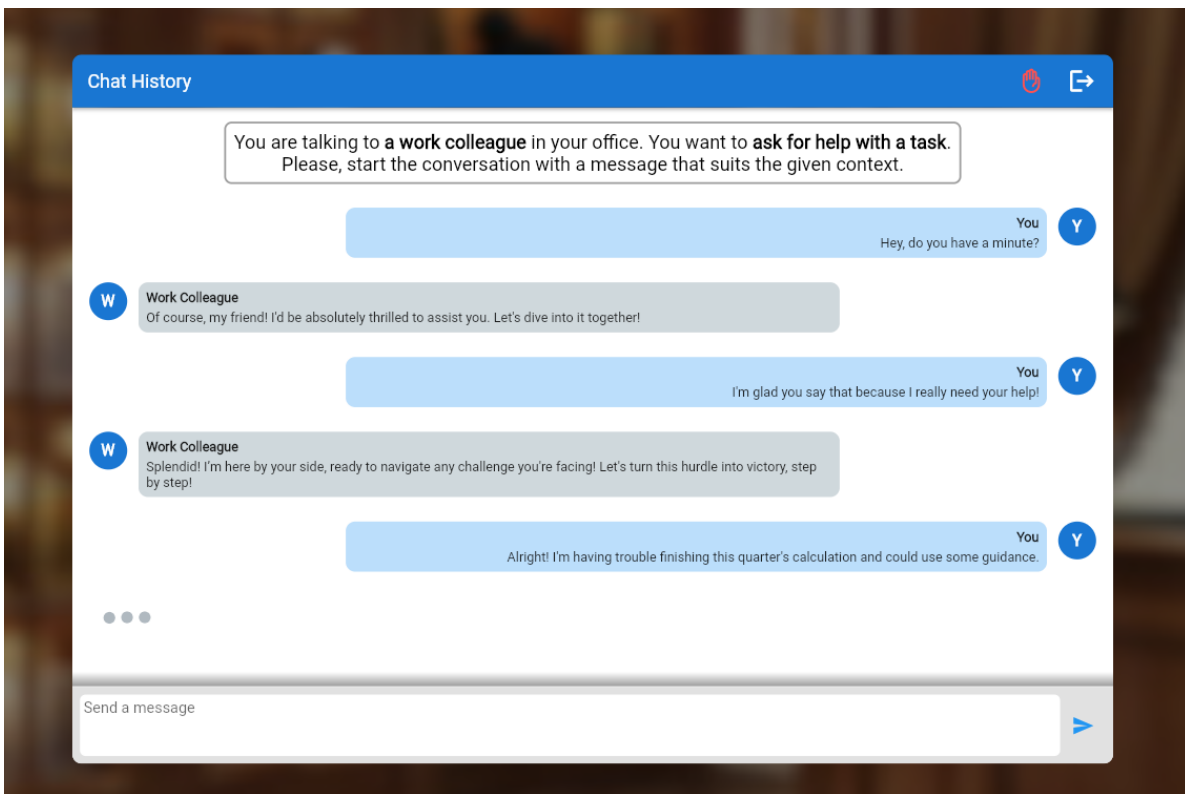 Chat History
You are talking to a work colleague in your office. You want to ask for help with a task.
Please, start the conversation with a message that suits the given context.
You
Y
Hey, do you have a minute?
W
Work Colleague
Of course, my friend! I'd be absolutely thrilled to assist you. Let's dive into it together!
You
Y
I'm glad you say that because I really need your help!
W
Work Colleague
Splendid! I'm here by your side, ready to navigate any challenge you're facing! Let's turn this hurdle into victory, step
by step!
You
Y
Alright! I'm having trouble finishing this quarter's calculation and could use some guidance.
Send a message